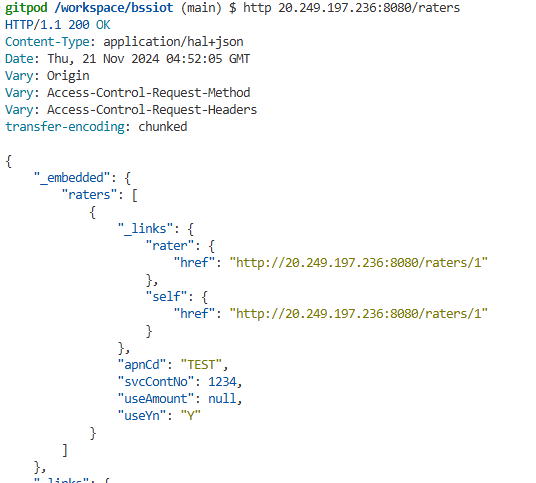 gitpod /workspace/bssiot (main) $ http 20.249.197.236:8080/raters
HTTP/1.1 200 OK
Content-Type: application/hal+json
Date: Thu, 21 Nov 2024 04:52:05 GMT
Vary: Origin
Vary: Access-Control-Request-Method
Vary: Access-Control-Request-Headers
transfer-encoding: chunked

{
    "_embedded": {
        "raters": [
            {
                "_links": {
                    "rater": {
                        "href": "http://20.249.197.236:8080/raters/1"
                    },
                    "self": {
                        "href": "http://20.249.197.236:8080/raters/1"
                    }
                },
                "apnCd": "TEST",
                "svcContNo": 1234,
                "useAmount": null,
                "useYn": "Y"
            }
        ]
    },
    "_links": {